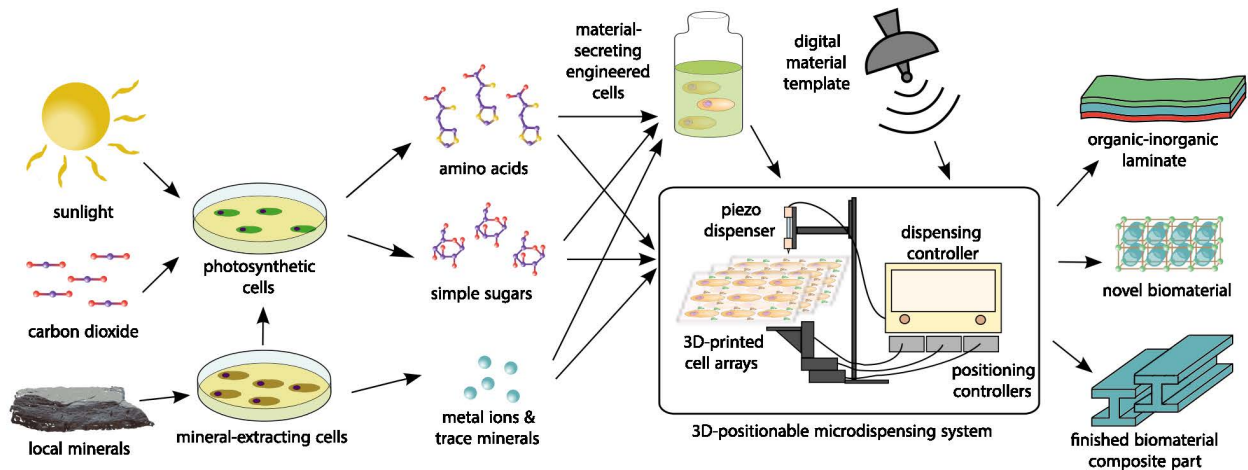 sunlight
carbon dioxide
local minerals
photosynthetic
cells
mineral-extracting cells
amino acids
simple sugars
metal ions &
trace minerals
material-
secreting
engineered
cells
digital
material
template
piezo
dispenser
dispensing
controller
3D-printed
cell arrays
positioning
controllers
3D-positionable microdispensing system
organic-inorganic
laminate
novel biomaterial
finished biomaterial
composite part